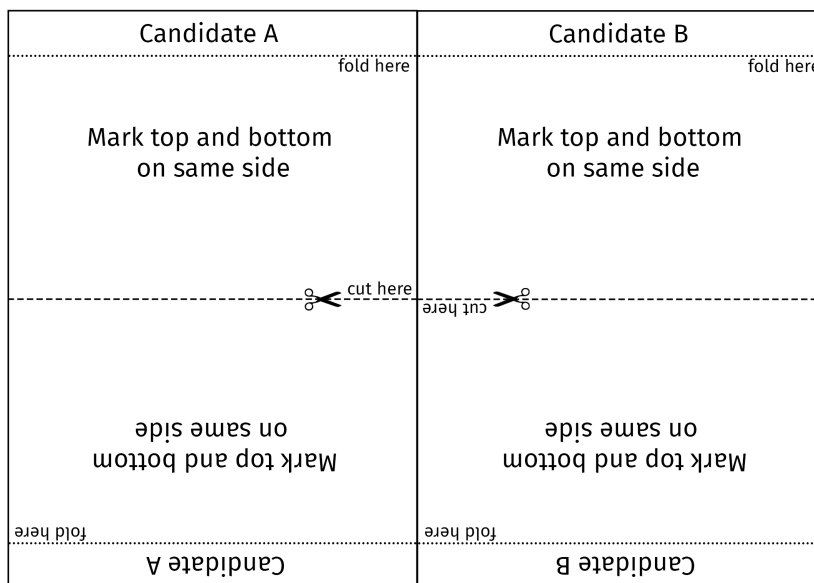 Candidate A
fold here
Mark top and bottom
on same side
cut here
Mark top and bottom
on same side
fold here
Candidate A
Candidate B
fold here
Mark top and bottom
on same side
cut here
Mark top and bottom
on same side
fold here
Candidate B